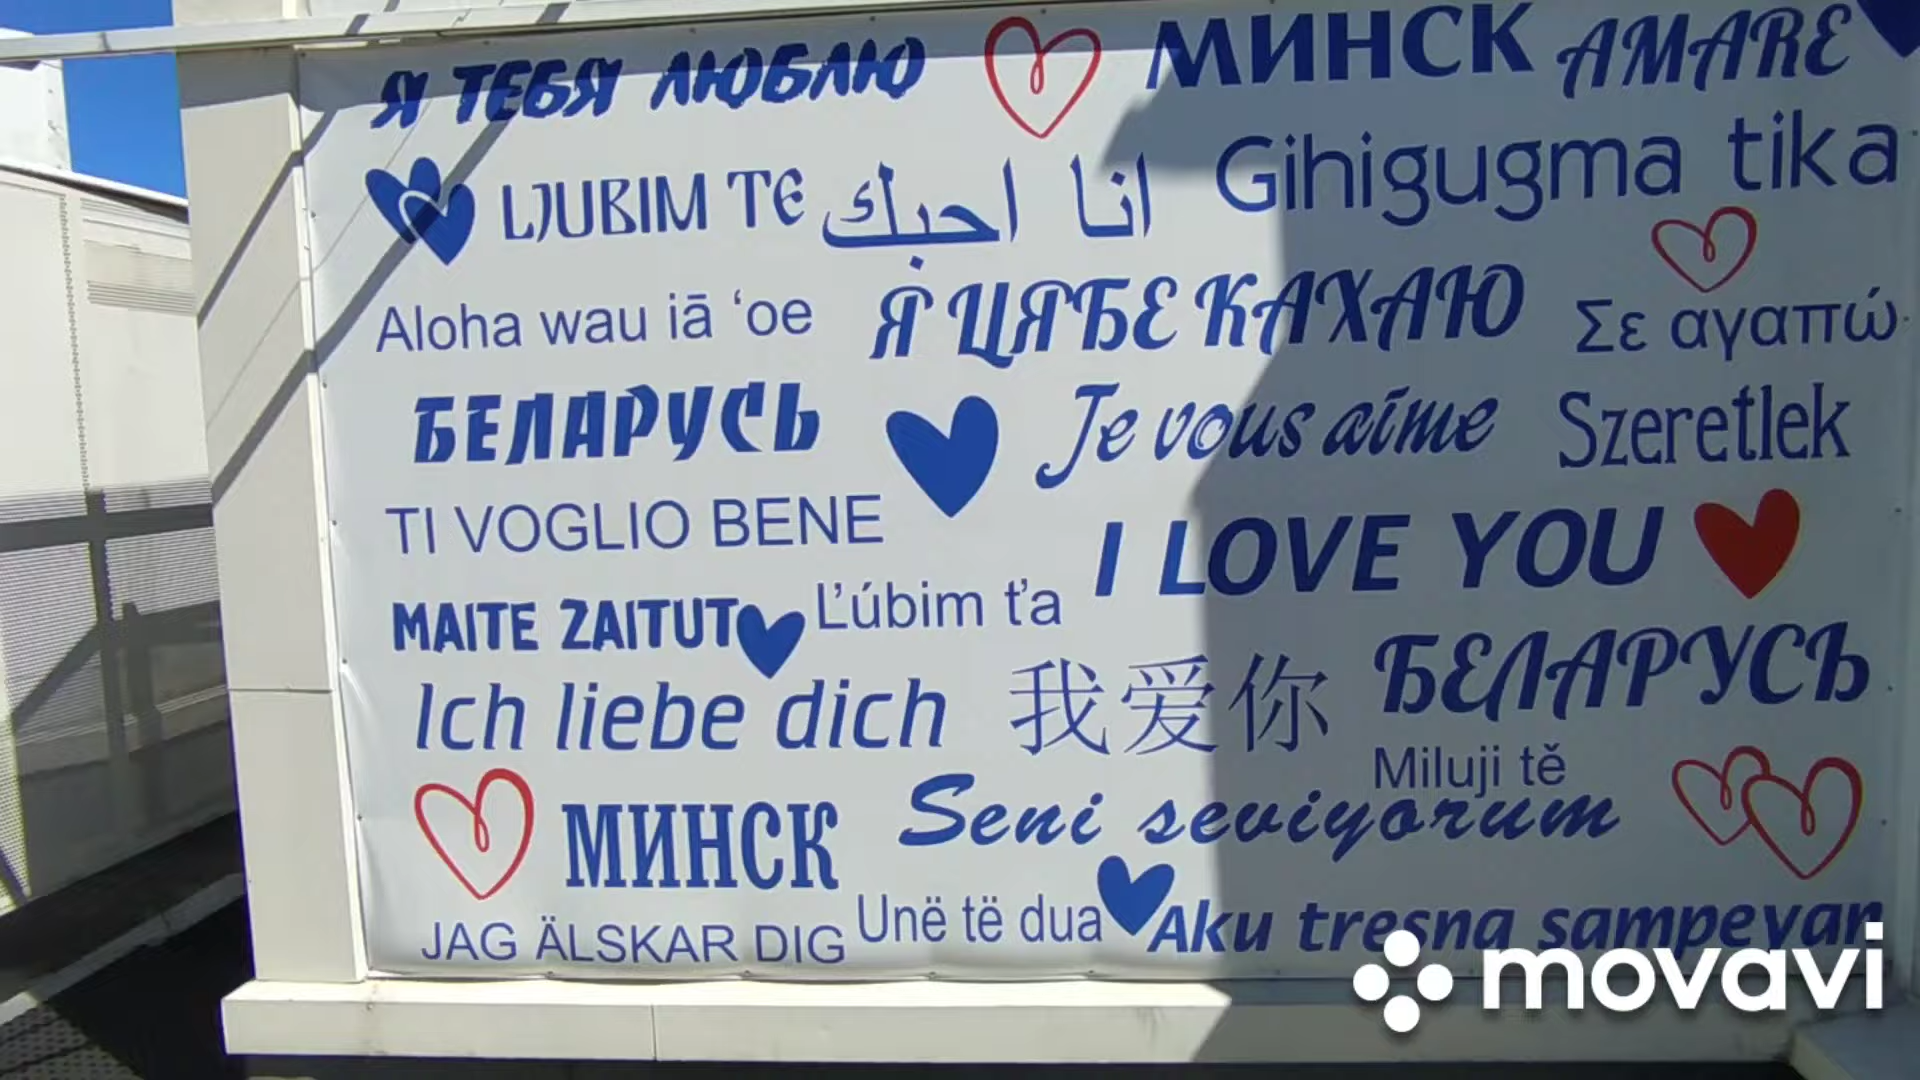 Я ТЕБЯ ЛЮБЛЮ
МИНСК AMARE
LJUBIM TE انا احبك Gihigugma tika
Aloha wau iā ‘oe Я ЦЯБЕ КАХАЮ Σε αγαπώ
БЕЛАРУСЬ Je vous aime Szeretlek
TI VOGLIO BENE I LOVE YOU
MAITE ZAITUT Ľúbim ťa
Ich liebe dich 我爱你 БЕЛАРУСЬ
Miluji tě
МИНСК Seni seviyorum
JAG ÄLSKAR DIG Unë të dua Aku tresna sampeyan
movavi